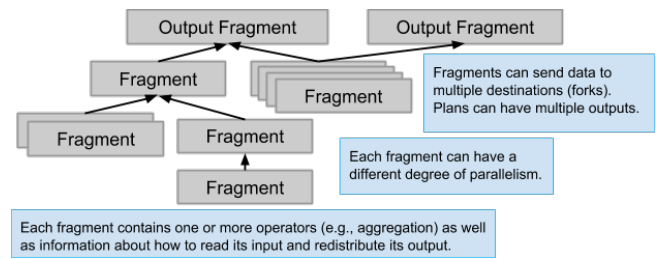 Output Fragment
Output Fragment
Fragment
Fragment
Fragments can send data to
multiple destinations (forks).
Plans can have multiple outputs.
Fragment
Fragment
Each fragment can have a
different degree of parallelism.
Fragment
Each fragment contains one or more operators (e.g., aggregation) as well
as information about how to read its input and redistribute its output.